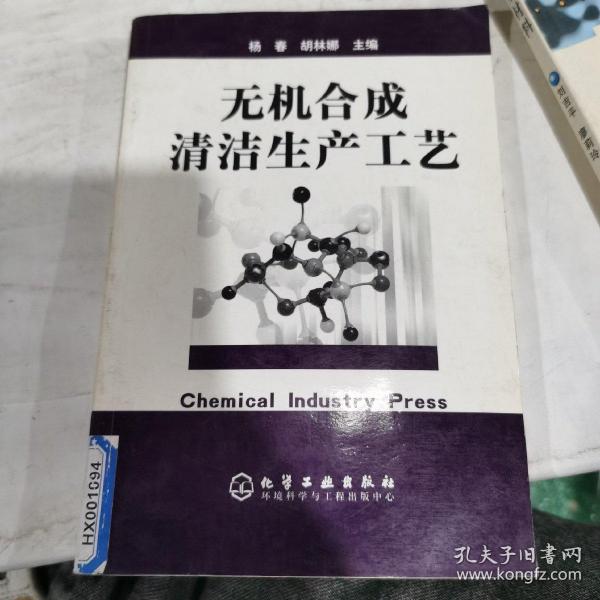 杨 春 胡林娜 主编
无机合成
清洁生产工艺
Chemical Industry Press
化学工业出版社
环境科学与工程出版中心
HX001094
孔夫子旧书网
www.kongfz.com